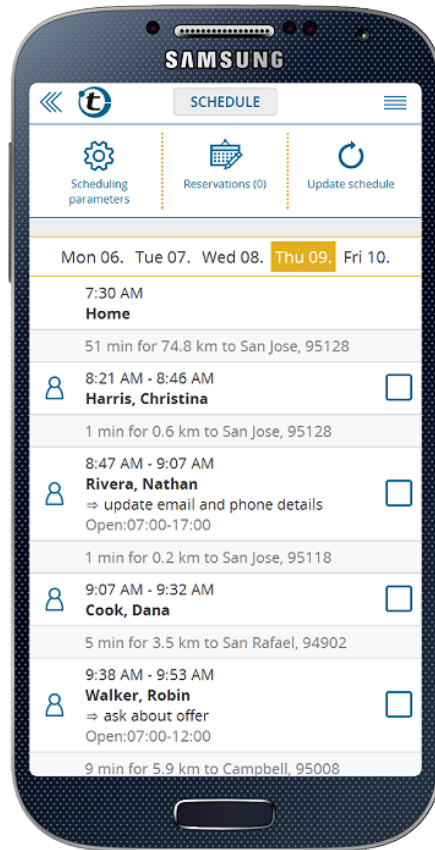 SAMSUNG
t
SCHEDULE
Scheduling
parameters
Reservations (0)
Update schedule
Mon 06. Tue 07. Wed 08. Thu 09. Fri 10.
7:30 AM
Home
51 min for 74.8 km to San Jose, 95128
8:21 AM - 8:46 AM
Harris, Christina
1 min for 0.6 km to San Jose, 95128
8:47 AM - 9:07 AM
Rivera, Nathan
⇒ update email and phone details
Open:07:00-17:00
1 min for 0.2 km to San Jose, 95118
9:07 AM - 9:32 AM
Cook, Dana
5 min for 3.5 km to San Rafael, 94902
9:38 AM - 9:53 AM
Walker, Robin
⇒ ask about offer
Open:07:00-12:00
9 min for 5.9 km to Campbell, 95008